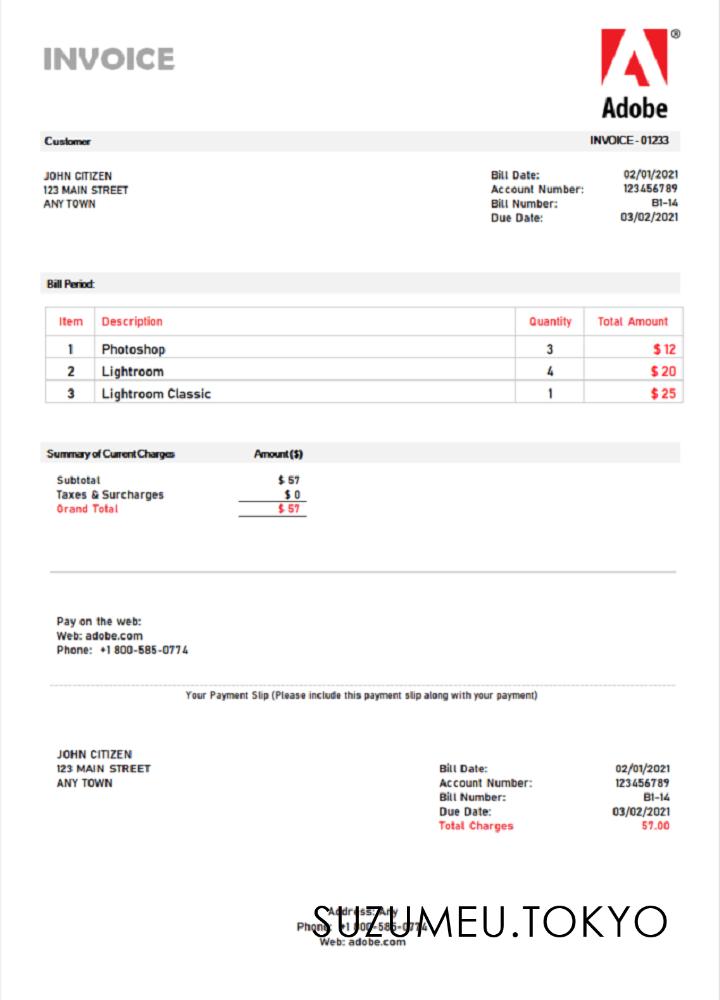 INVOICE
®
Adobe
Customer INVOICE - 01233
JOHN CITIZEN Bill Date: 02/01/2021
123 MAIN STREET Account Number: 123456789
ANY TOWN Bill Number: B1-14
Due Date: 03/02/2021
Bill Period:
Item Description Quantity Total Amount
1 Photoshop 3 $ 12
2 Lightroom 4 $ 20
3 Lightroom Classic 1 $ 25
Summary of Current Charges Amount ($)
Subtotal $ 57
Taxes & Surcharges $ 0
Grand Total $ 57
Pay on the web:
Web: adobe.com
Phone: +1 800-585-0774
Your Payment Slip (Please include this payment slip along with your payment)
JOHN CITIZEN
123 MAIN STREET Bill Date: 02/01/2021
ANY TOWN Account Number: 123456789
Bill Number: B1-14
Due Date: 03/02/2021
Total Charges 57.00
Address: Any
SUZUMEU.TOKYO
Phone: +1 800-585-0774
Web: adobe.com